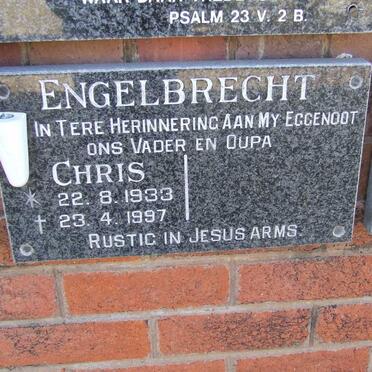 PSALM 23 V. 2 B.
ENGELBRECHT
IN TERE HERINNERING AAN MY EGGENOOT
ONS VADER EN OUPA
CHRIS
* 22. 8. 1933
† 23. 4. 1997
RUSTIG IN JESUS ARMS.